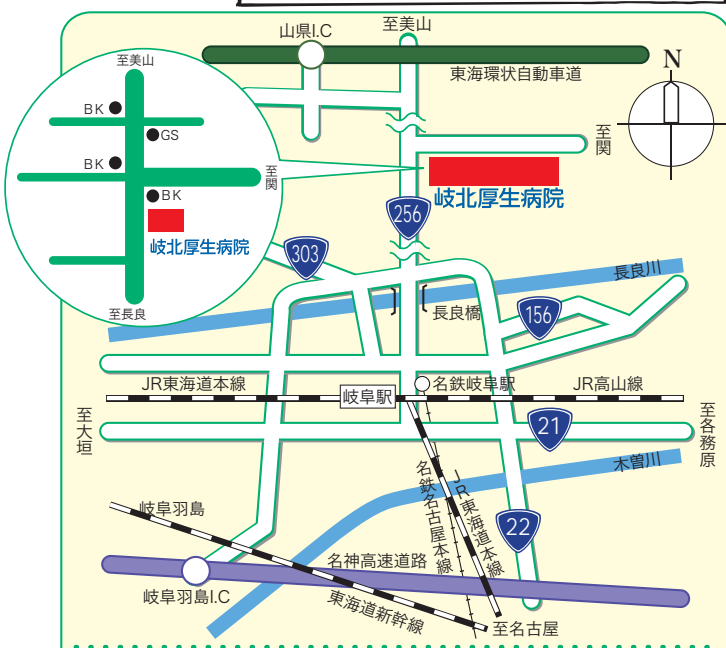 山県I.C
至美山
東海環状自動車道
N
至関
岐北厚生病院
256
303
至美山
BK
GS
BK
至関
BK
岐北厚生病院
至長良
長良川
長良橋
156
JR東海道本線
岐阜駅
名鉄岐阜駅
JR高山線
至大垣
至各務原
21
木曽川
名鉄名古屋本線
JR東海道本線
22
岐阜羽島
名神高速道路
岐阜羽島I.C
東海道新幹線
至名古屋